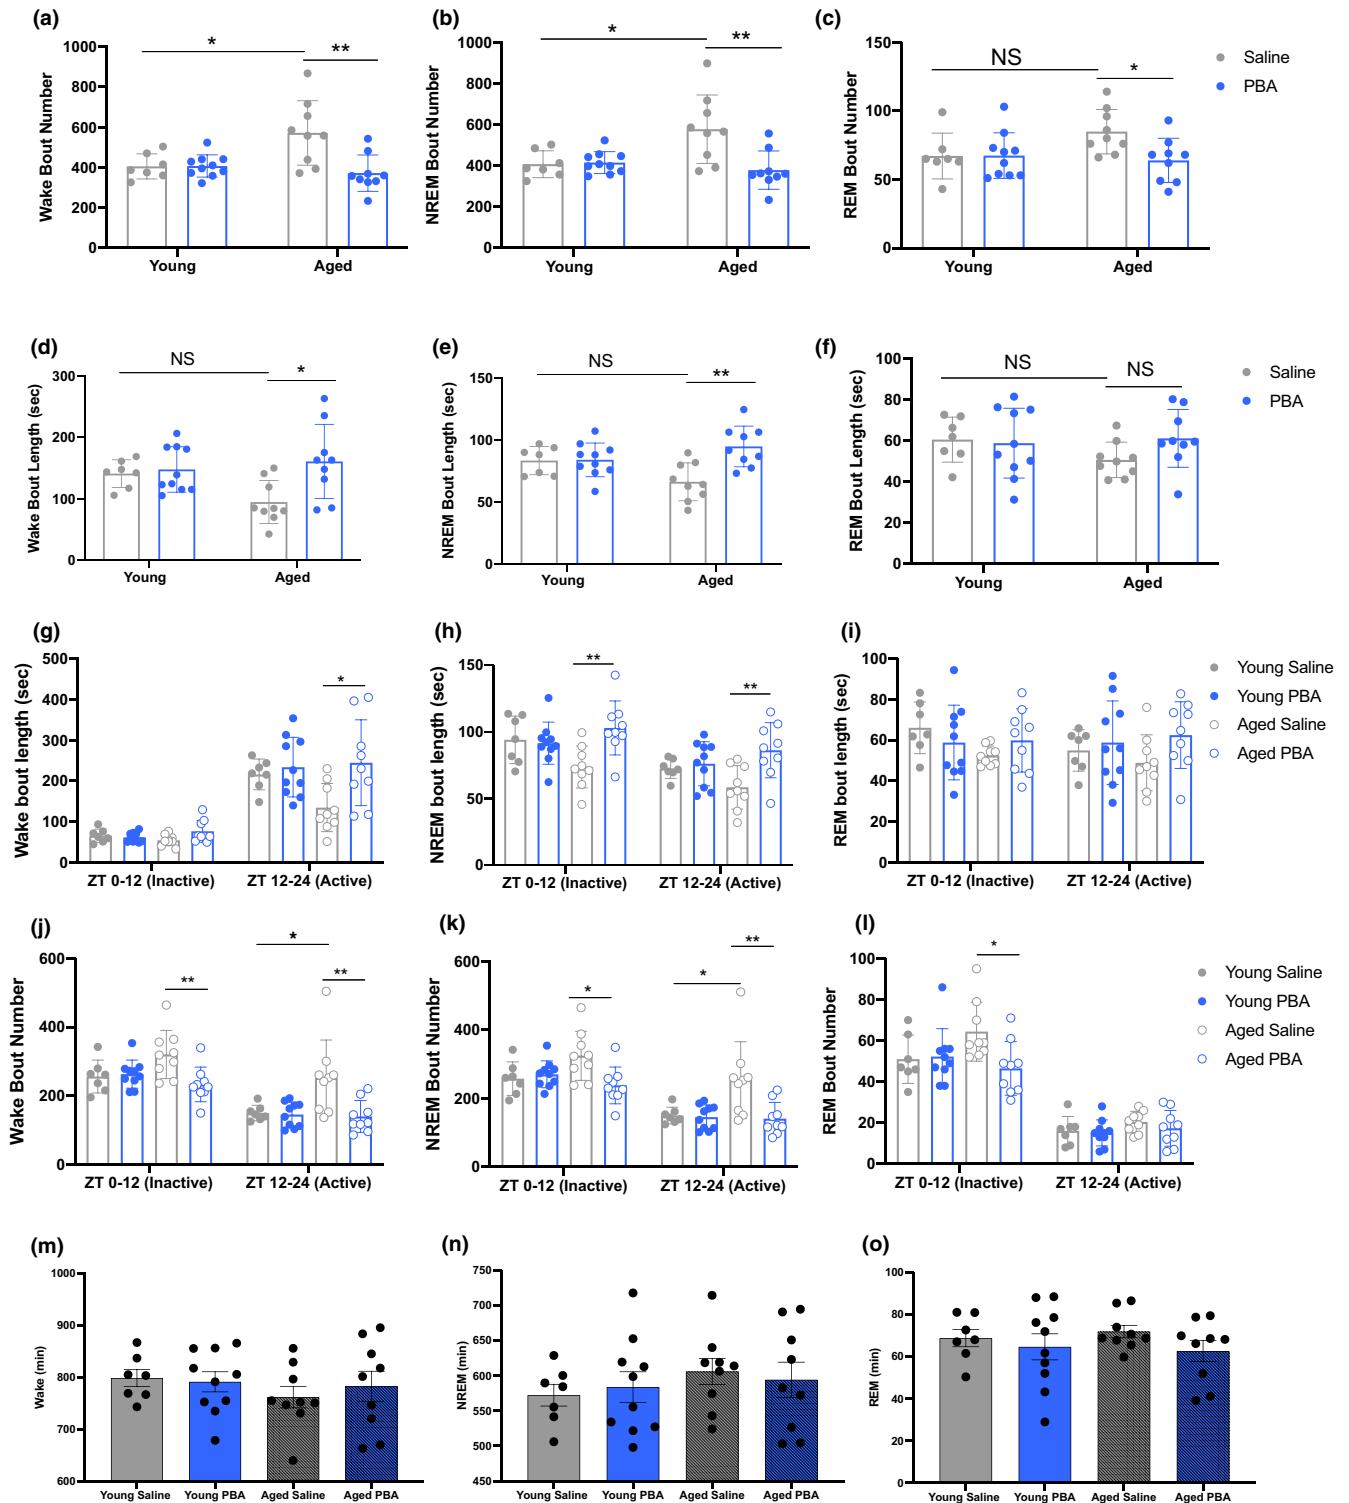 (a)
Wake Bout Number
1000
800
600
400
200
0
*
**
Young
Aged
(b)
NREM Bout Number
1000
800
600
400
200
0
*
**
Young
Aged
(c)
REM Bout Number
150
100
50
0
NS
*
Young
Aged
Saline
PBA
(d)
Wake Bout Length (sec)
300
200
100
0
NS
*
Young
Aged
(e)
NREM Bout Length (sec)
150
100
50
0
NS
**
Young
Aged
(f)
REM Bout Length (sec)
100
80
60
40
20
0
NS
NS
Young
Aged
Saline
PBA
(g)
Wake bout length (sec)
500
400
300
200
100
0
*
ZT 0-12 (Inactive)
ZT 12-24 (Active)
(h)
NREM bout length (sec)
150
100
50
0
**
**
ZT 0-12 (Inactive)
ZT 12-24 (Active)
(i)
REM bout length (sec)
100
80
60
40
20
0
ZT 0-12 (Inactive)
ZT 12-24 (Active)
Young Saline
Young PBA
Aged Saline
Aged PBA
(j)
Wake Bout Number
600
400
200
0
**
*
**
ZT 0-12 (Inactive)
ZT 12-24 (Active)
(k)
NREM Bout Number
600
400
200
0
*
*
**
ZT 0-12 (Inactive)
ZT 12-24 (Active)
(l)
REM Bout Number
100
80
60
40
20
0
*
ZT 0-12 (Inactive)
ZT 12-24 (Active)
Young Saline
Young PBA
Aged Saline
Aged PBA
(m)
Wake (min)
1000
900
800
700
600
Young Saline
Young PBA
Aged Saline
Aged PBA
(n)
NREM (min)
750
700
650
600
550
500
450
Young Saline
Young PBA
Aged Saline
Aged PBA
(o)
REM (min)
100
80
60
40
20
0
Young Saline
Young PBA
Aged Saline
Aged PBA